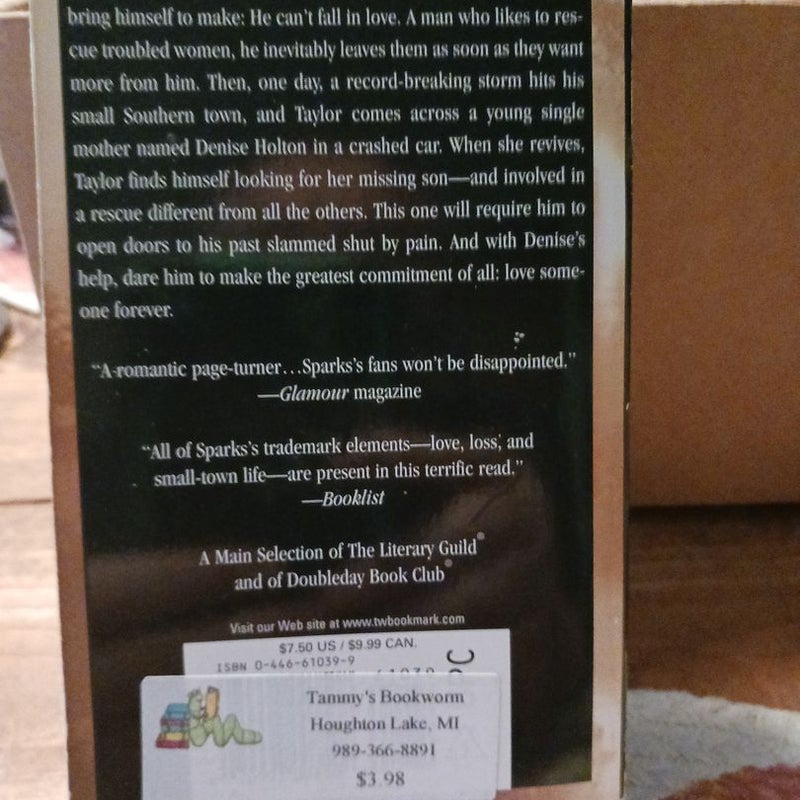 bring himself to make: He can't fall in love. A man who likes to res-
cue troubled women, he inevitably leaves them as soon as they want
more from him. Then, one day, a record-breaking storm hits his
small Southern town, and Taylor comes across a young single
mother named Denise Holton in a crashed car. When she revives,
Taylor finds himself looking for her missing son—and involved in
a rescue different from all the others. This one will require him to
open doors to his past slammed shut by pain. And with Denise's
help, dare him to make the greatest commitment of all: love some-
one forever.
"A romantic page-turner...Sparks's fans won't be disappointed."
—Glamour magazine
"All of Sparks's trademark elements—love, loss, and
small-town life—are present in this terrific read."
—Booklist
A Main Selection of The Literary Guild®
and of Doubleday Book Club®
Visit our Web site at www.twbookmark.com
$7.50 US / $9.99 CAN.
ISBN 0-446-61039-9
Tammy's Bookworm
Houghton Lake, MI
989-366-8891
$3.98